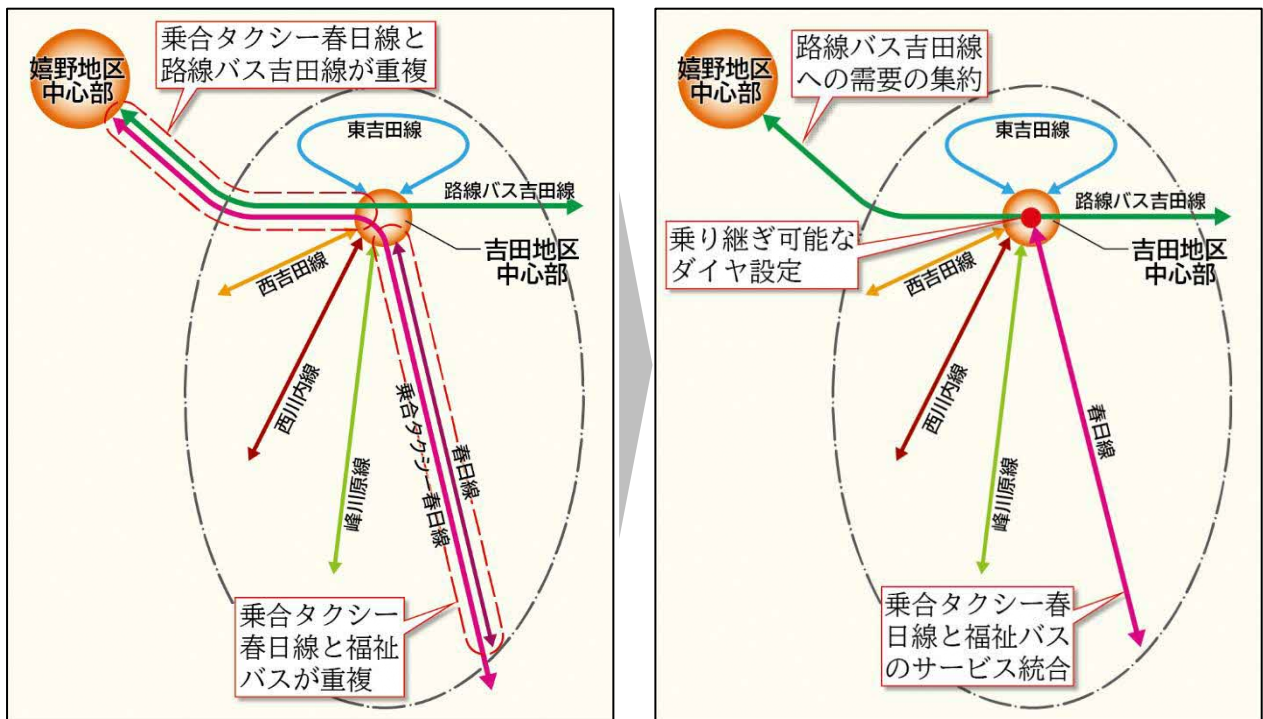 乗合タクシー春日線と
路線バス吉田線が重複
嬉野地区
中心部
東吉田線
路線バス吉田線
吉田地区
中心部
西吉田線
西川内線
峰川原線
乗合タクシー春日線
春日線
乗合タクシー
春日線と福祉
バスが重複
路線バス吉田線
への需要の集約
嬉野地区
中心部
東吉田線
路線バス吉田線
乗り継ぎ可能な
ダイヤ設定
吉田地区
中心部
西吉田線
西川内線
峰川原線
春日線
乗合タクシー春
日線と福祉バス
のサービス統合